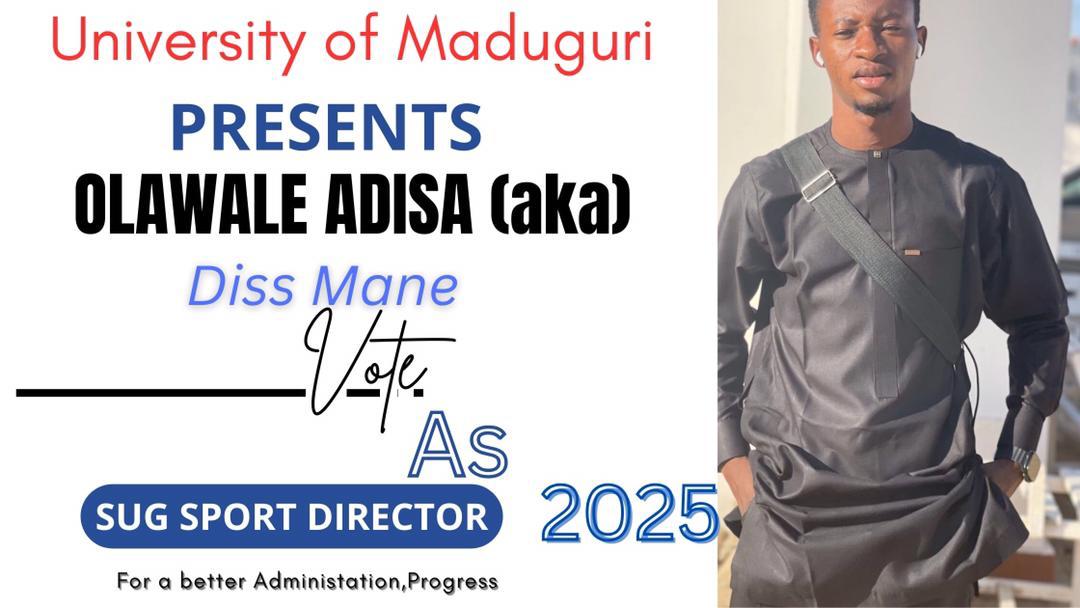 University of Maduguri
PRESENTS
OLAWALE ADISA (aka)
Diss Mane
Vote
As
SUG SPORT DIRECTOR
2025
For a better Administation,Progress